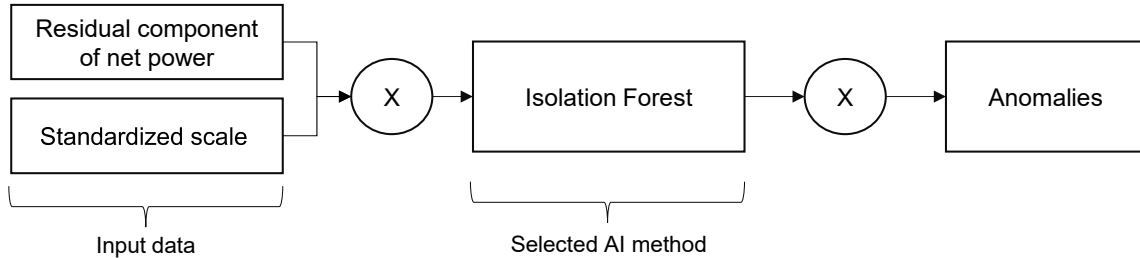 Residual component
of net power
Standardized scale
X
Isolation Forest
X
Anomalies
Input data
Selected AI method